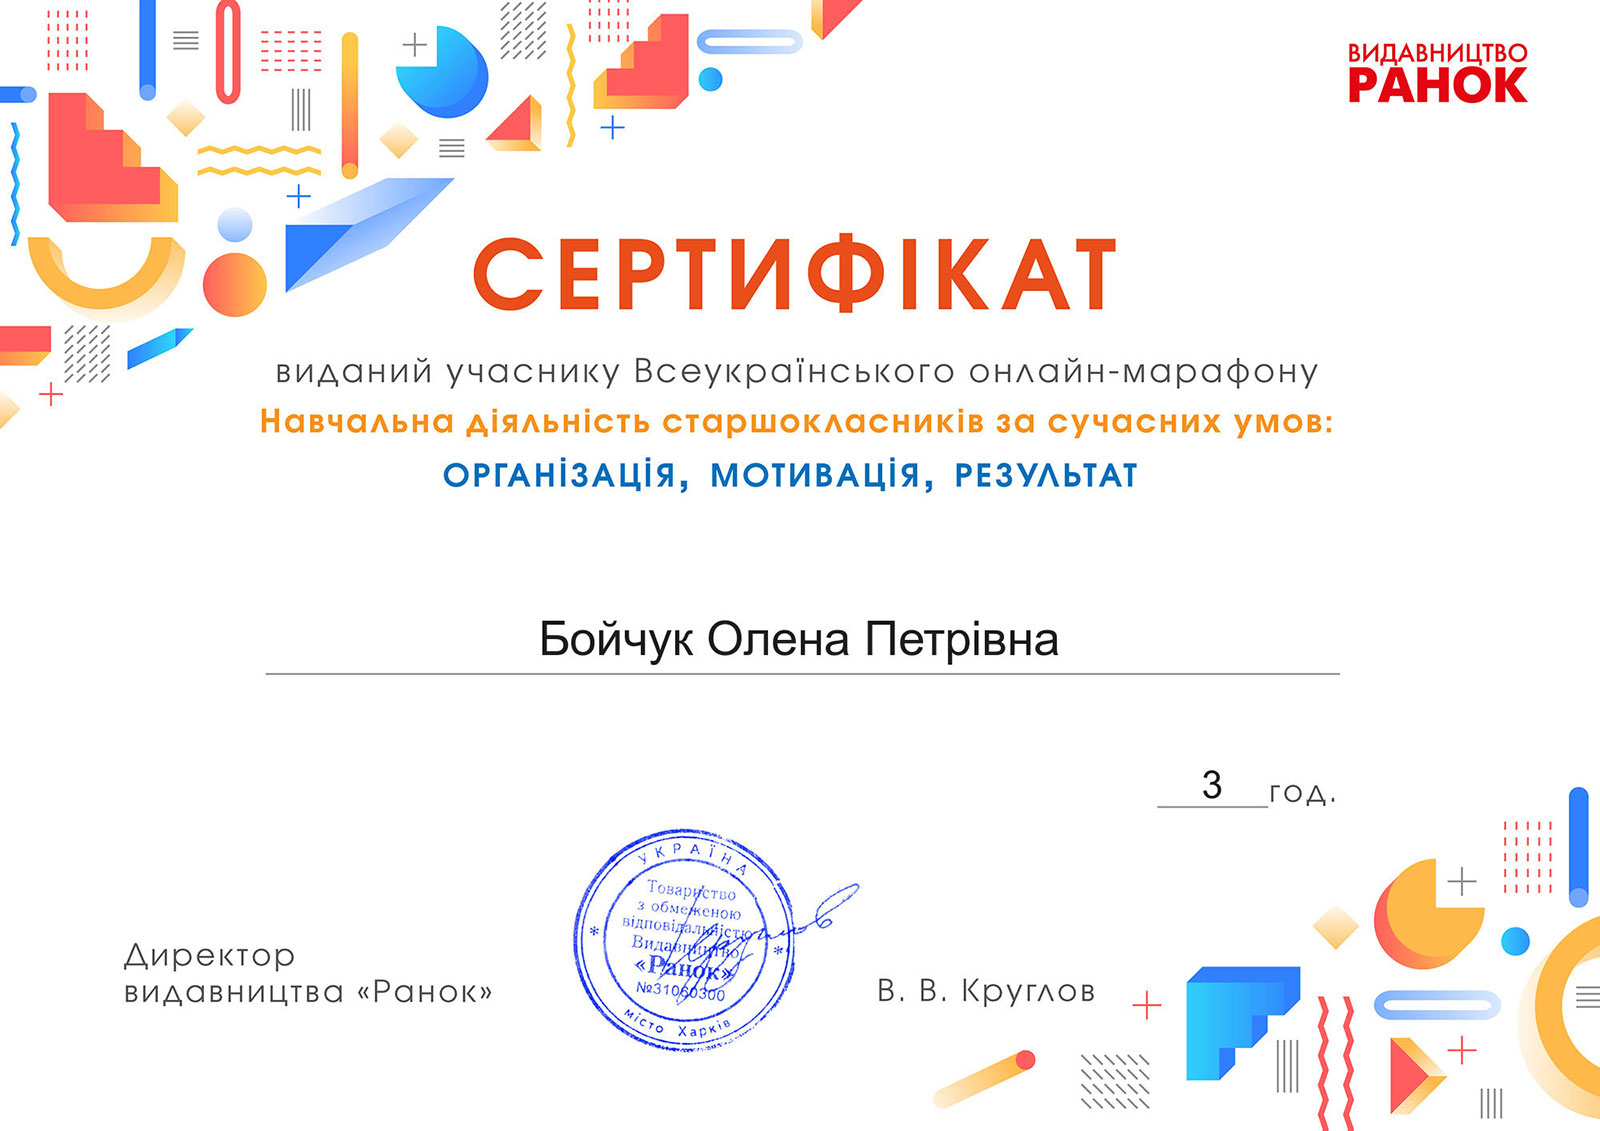 ВИДАВНИЦТВО
РАНОК
СЕРТИФІКАТ
виданий учаснику Всеукраїнського онлайн-марафону
Навчальна діяльність старшокласників за сучасних умов:
ОРГАНІЗАЦІЯ, МОТИВАЦІЯ, РЕЗУЛЬТАТ
Бойчук Олена Петрівна
3 год.
УКРАЇНА
Товариство
з обмеженою
відповідальністю
Видавництво
«Ранок»
№31060300
місто Харків
Директор
видавництва «Ранок»
В. В. Круглов